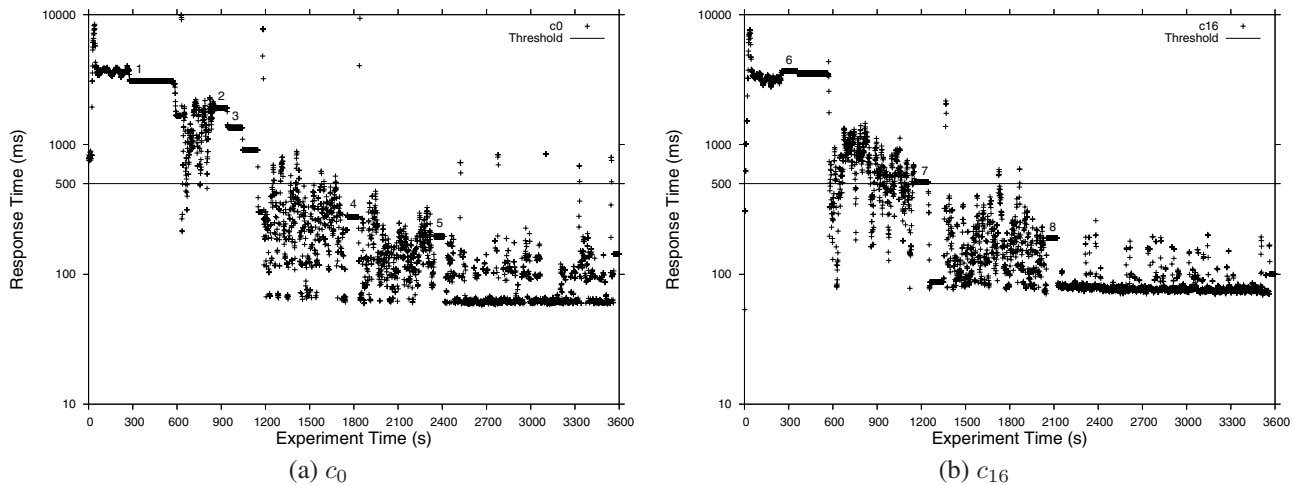 10000
1000
500
100
10
Response Time (ms)
c0 +
Threshold
1
2
3
4
5
0 300 600 900 1200 1500 1800 2100 2400 2700 3000 3300 3600
Experiment Time (s)
(a) c0
10000
1000
500
100
10
Response Time (ms)
c16 +
Threshold
6
7
8
0 300 600 900 1200 1500 1800 2100 2400 2700 3000 3300 3600
Experiment Time (s)
(b) c16